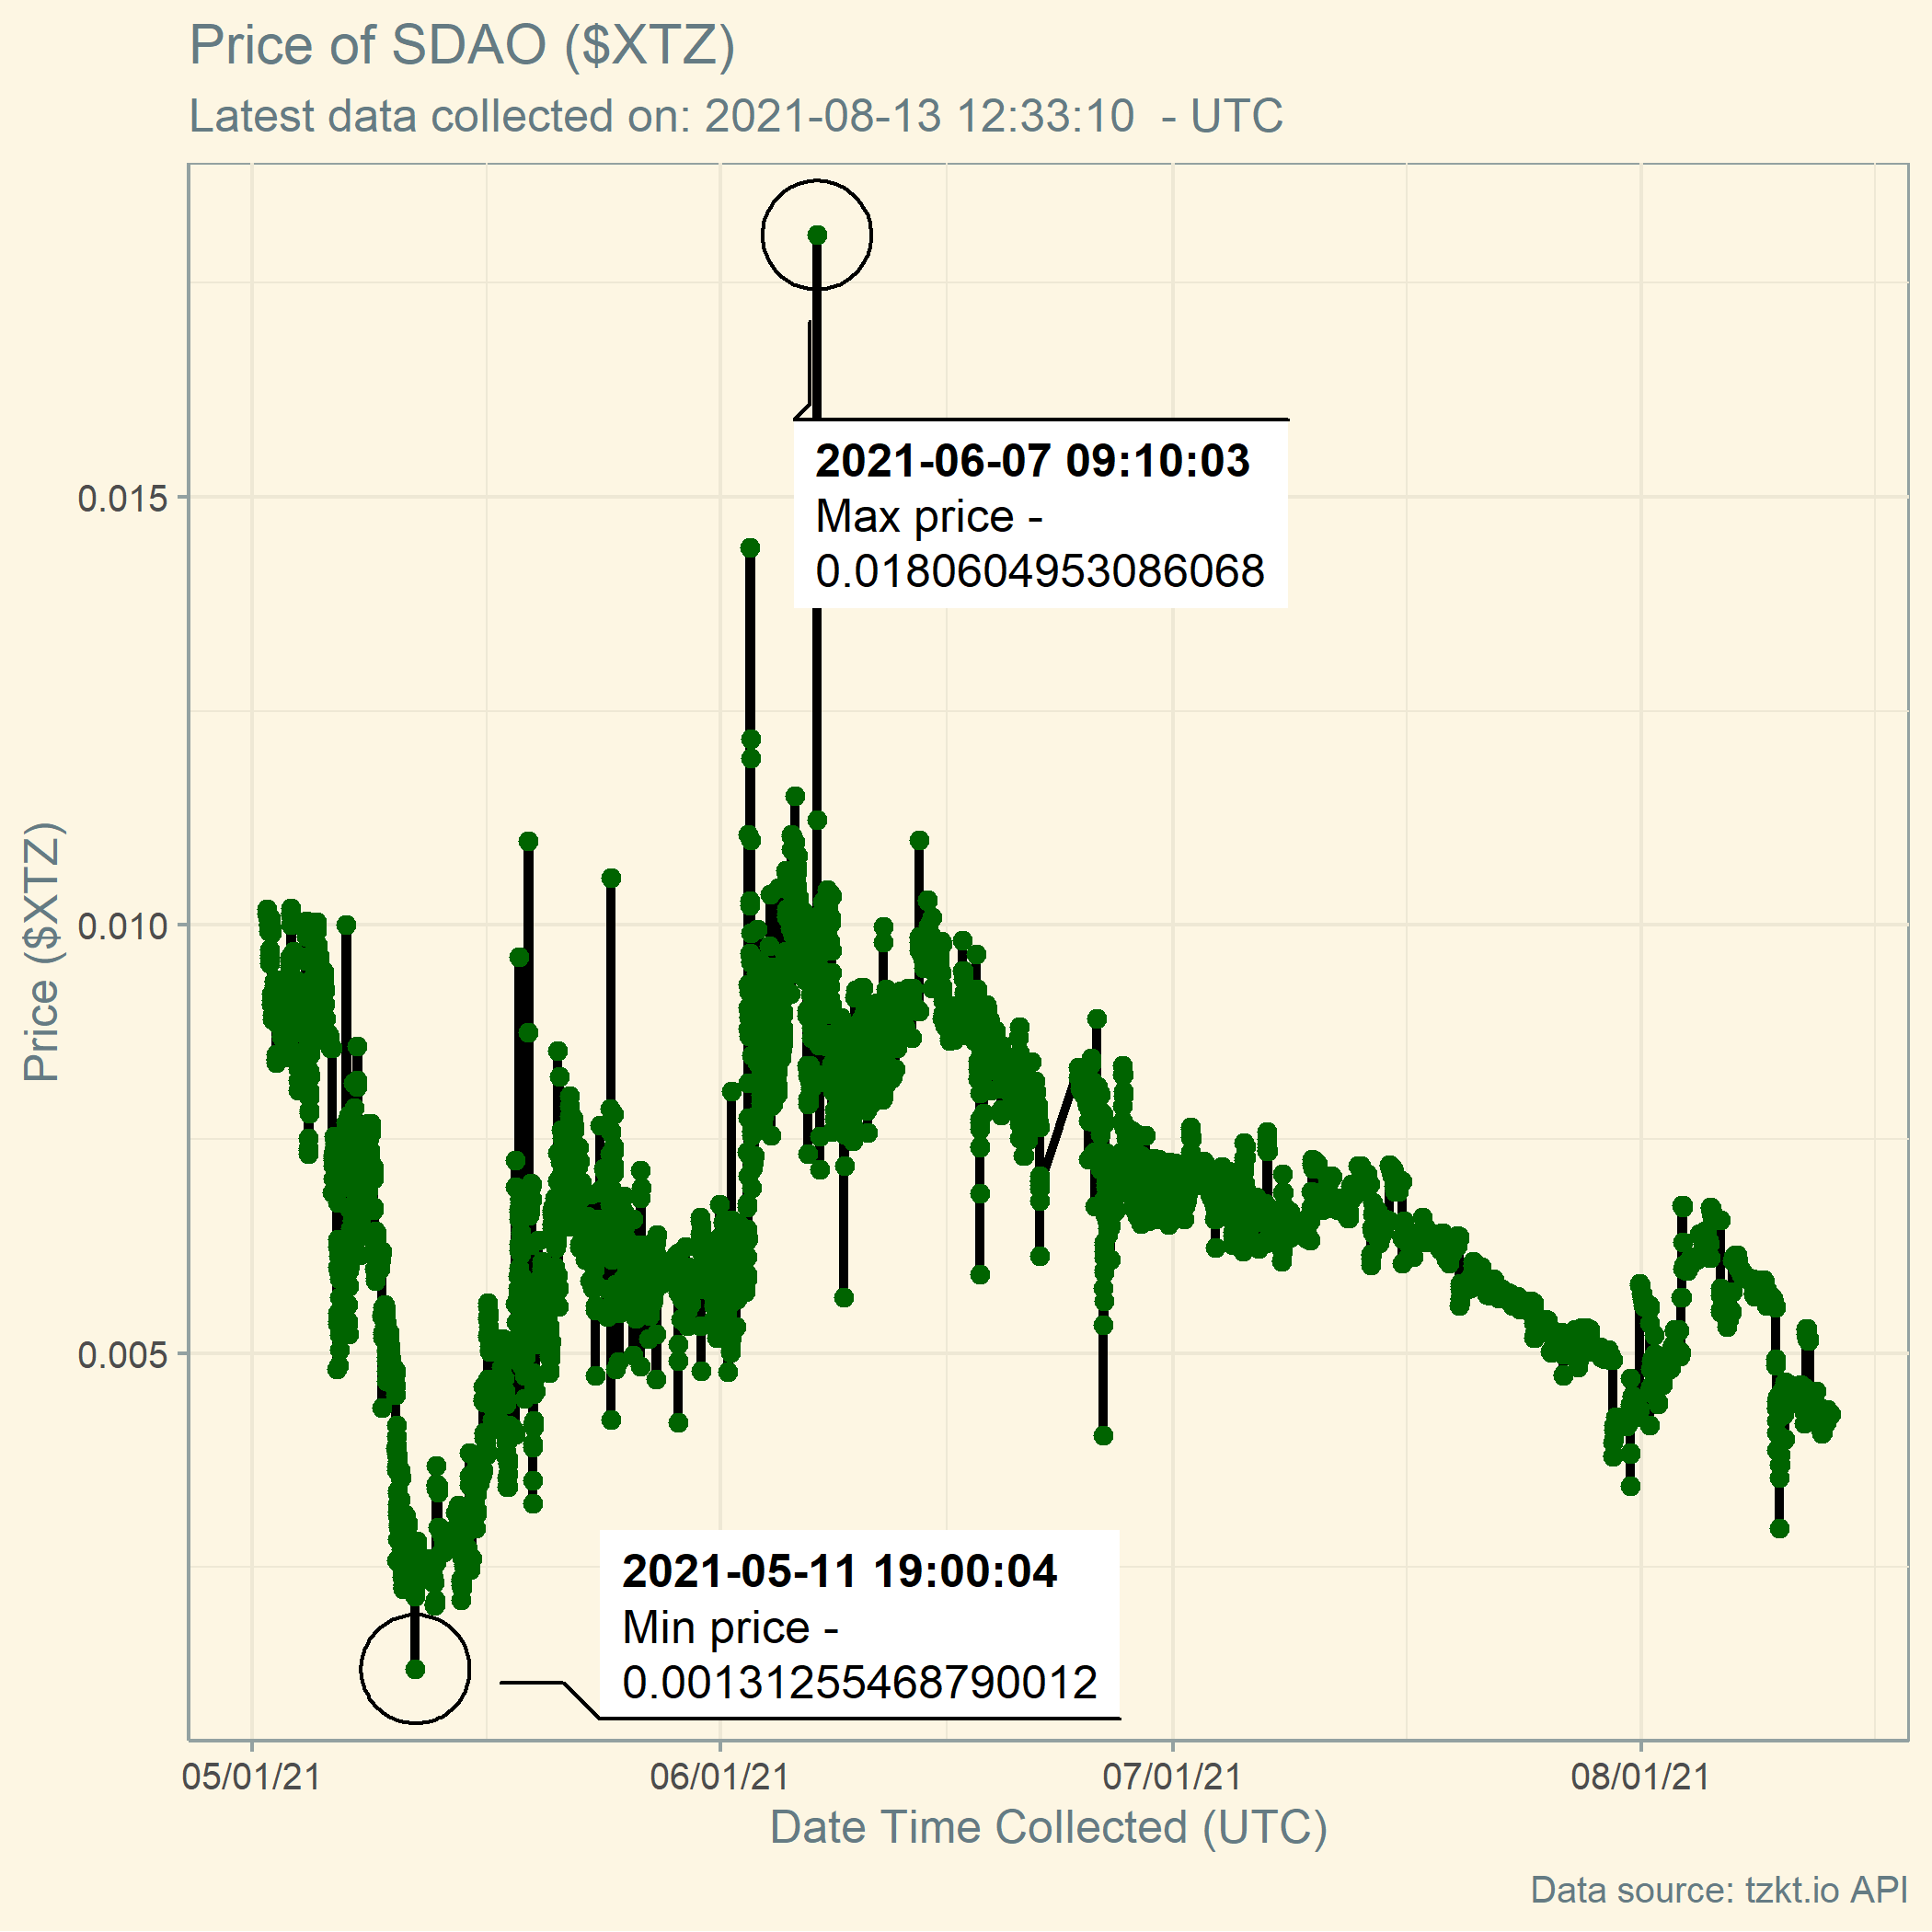 Price of SDAO ($XTZ)
Latest data collected on: 2021-08-13 12:33:10  - UTC
2021-06-07 09:10:03
Max price -
0.0180604953086068
0.015
0.010
0.005
Price ($XTZ)
2021-05-11 19:00:04
Min price -
0.00131255468790012
05/01/21
06/01/21
07/01/21
08/01/21
Date Time Collected (UTC)
Data source: tzkt.io API